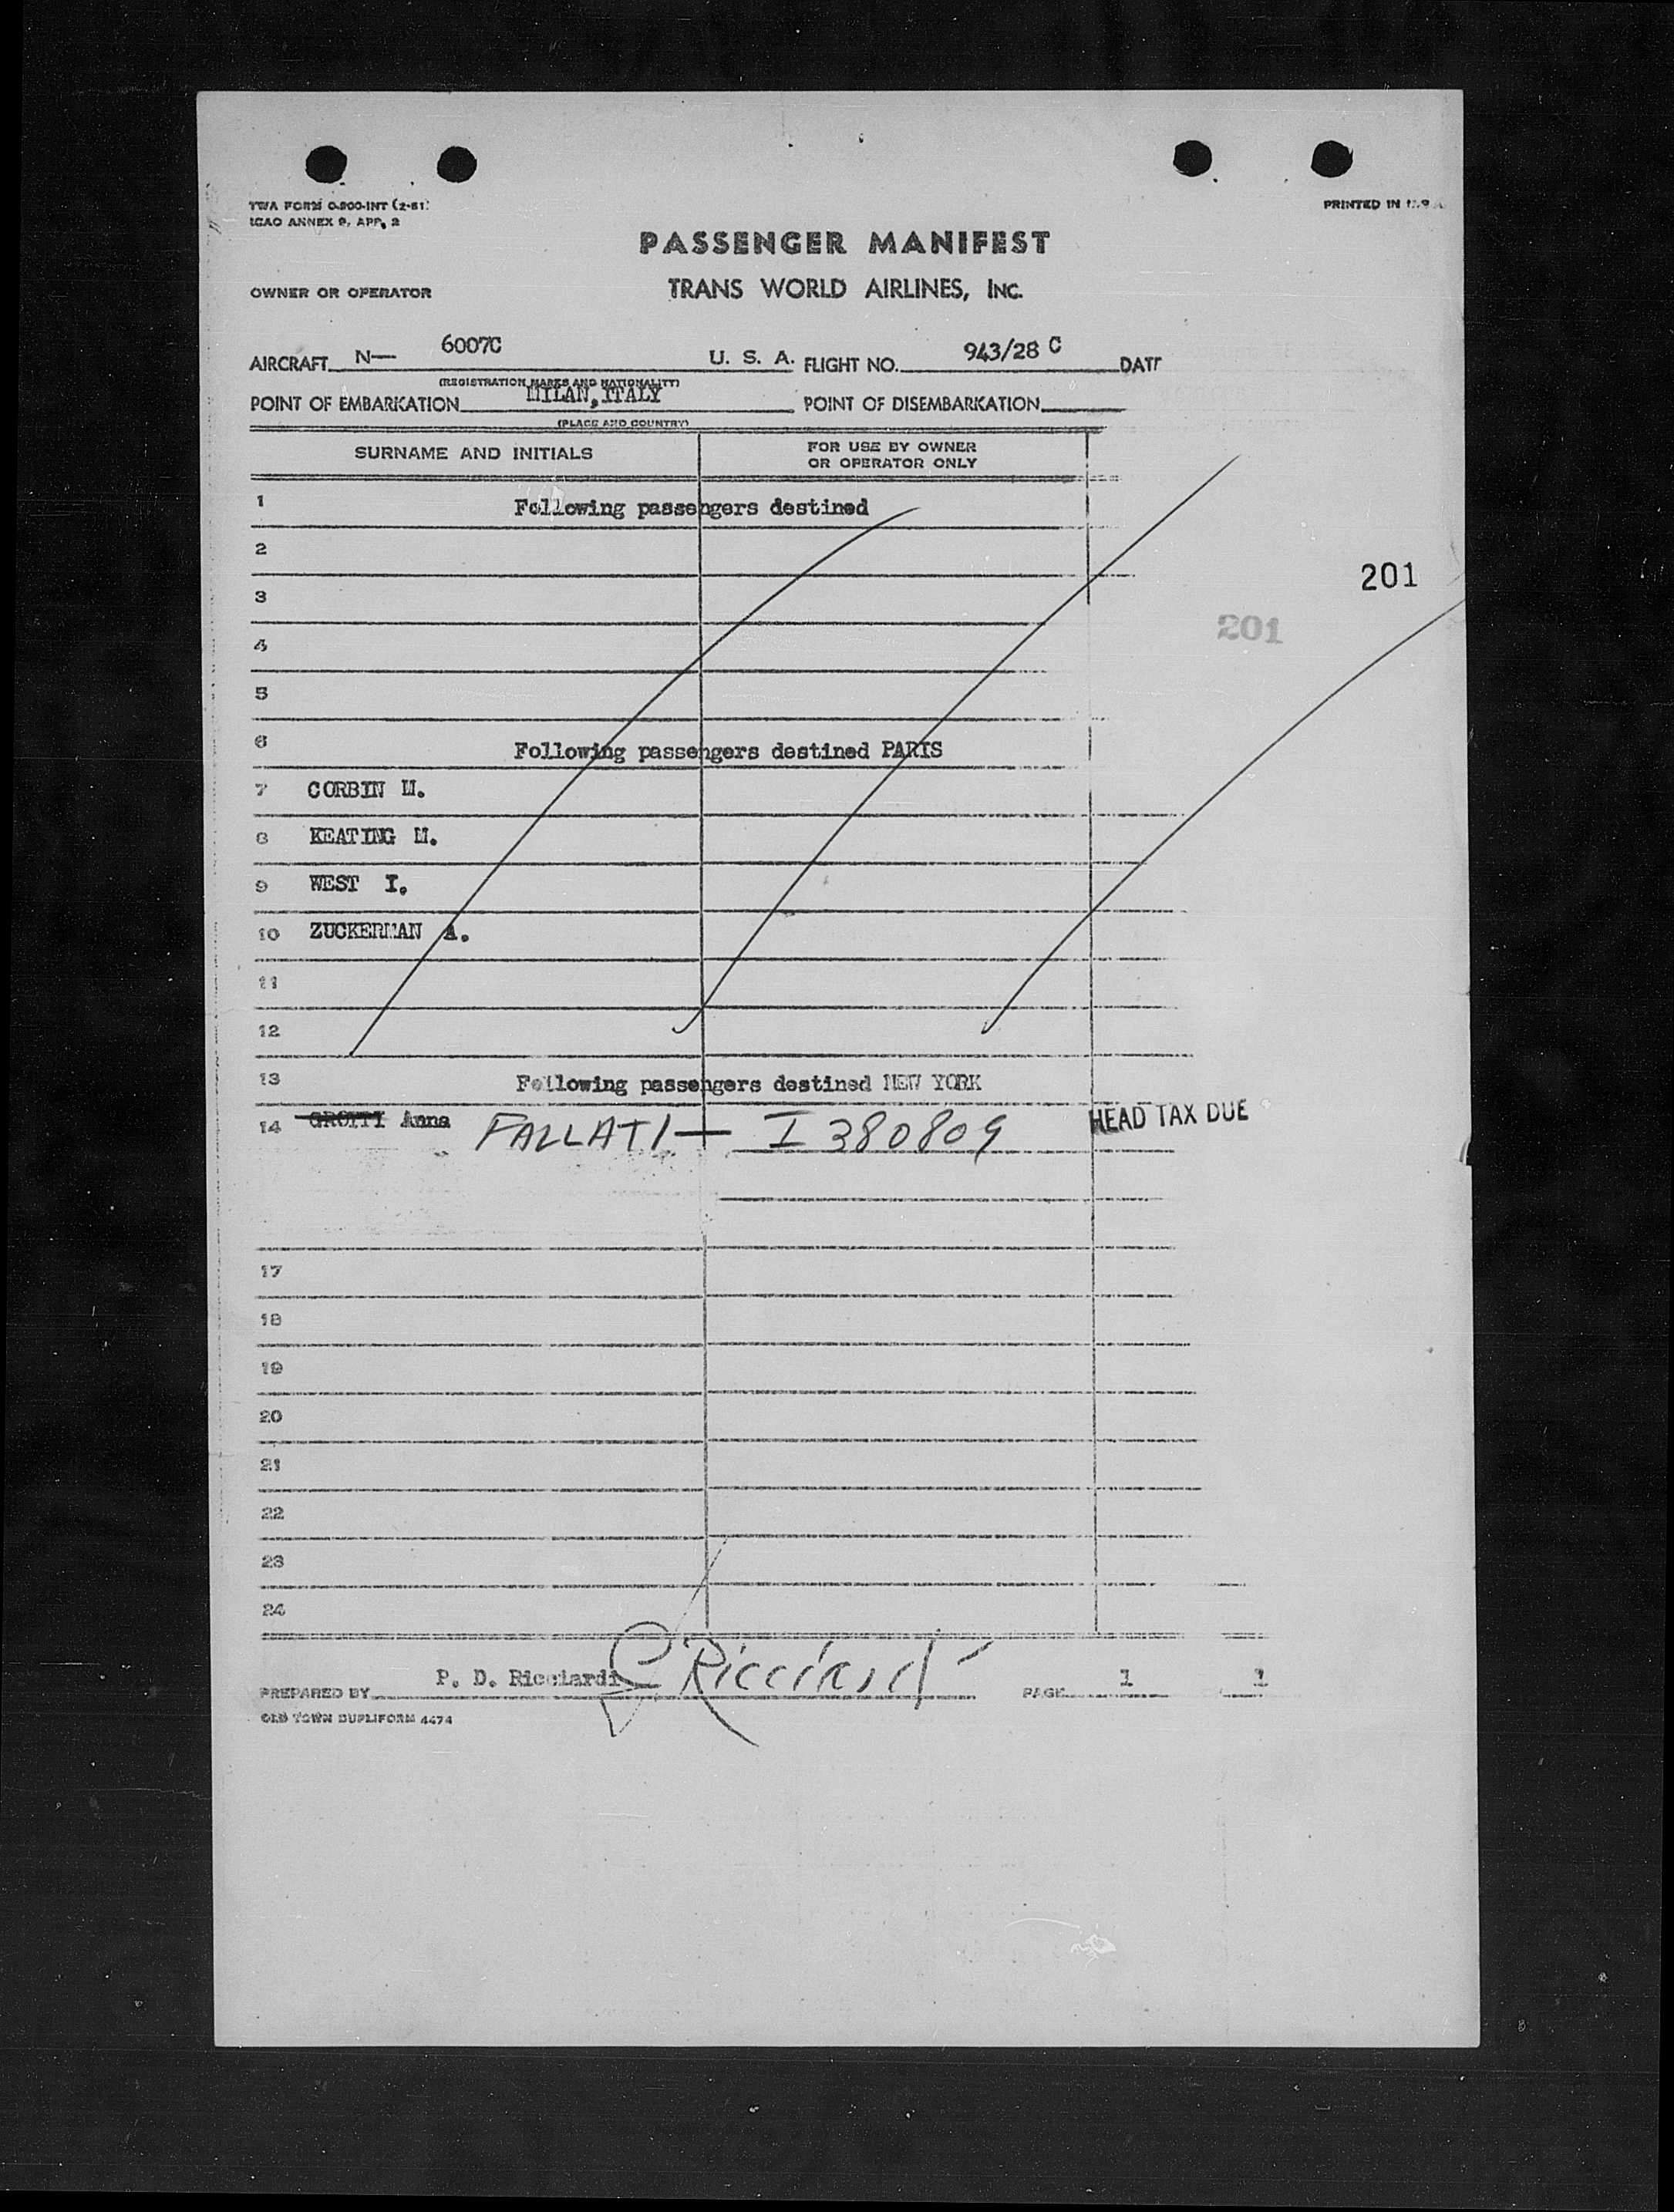 TWA FORM O-800-INT (2-51)
ICAO ANNEX 9, APP. 2
PRINTED IN
PASSENGER MANIFEST
OWNER OR OPERATOR TRANS WORLD AIRLINES, INC.
AIRCRAFT N— 6007C U. S. A. FLIGHT NO. 943/28 C DATE
(REGISTRATION MARKS AND NATIONALITY)
POINT OF EMBARKATION MILAN, ITALY POINT OF DISEMBARKATION
(PLACE AND COUNTRY)
SURNAME AND INITIALS FOR USE BY OWNER OR OPERATOR ONLY
1 Following passengers destined
2
201
3
201
4
5
6 Following passengers destined PARIS
7 CORBIN M.
8 KEATING M.
9 WEST I.
10 ZUCKERMAN A.
11
12
13 Following passengers destined NEW YORK
14 Anna FALLATI — I 380809 HEAD TAX DUE
17
18
19
20
21
22
23
24
PREPARED BY P. D. Ricciardi Ricciardi PAGE 1 1
OLD TOWN DUPLIFORM 4474